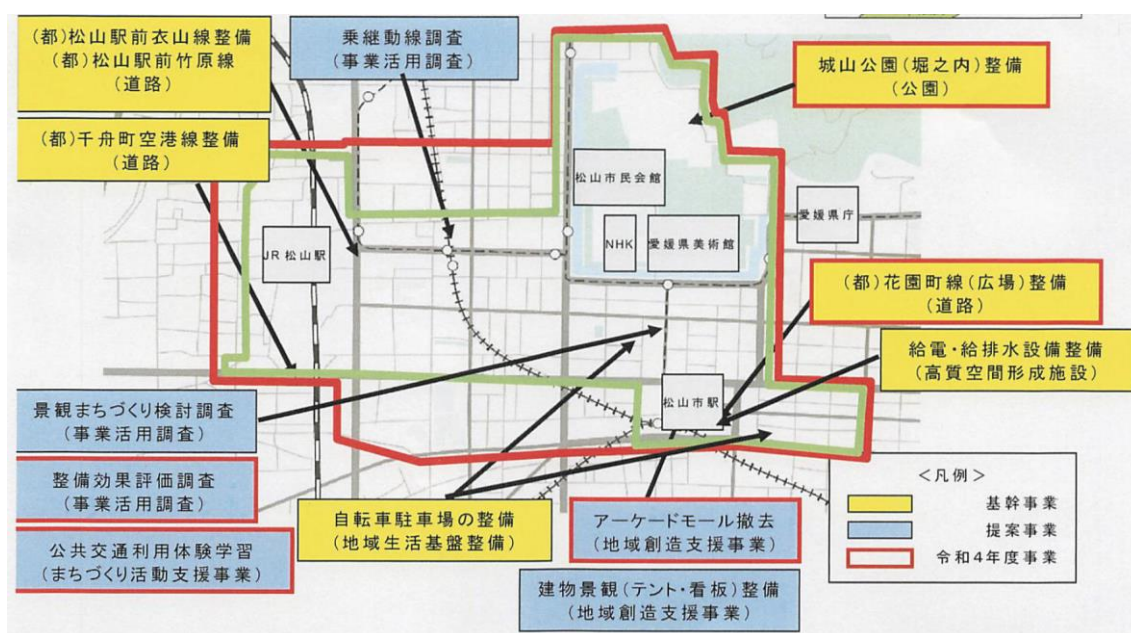 (都)松山駅前衣山線整備
(都)松山駅前竹原線
(道路)
乗継動線調査
(事業活用調査)
城山公園(堀之内)整備
(公園)
(都)千舟町空港線整備
(道路)
松山市民会館
愛媛県庁
JR松山駅
NHK
愛媛県美術館
(都)花園町線(広場)整備
(道路)
給電・給排水設備整備
(高質空間形成施設)
松山市駅
景観まちづくり検討調査
(事業活用調査)
整備効果評価調査
(事業活用調査)
公共交通利用体験学習
(まちづくり活動支援事業)
自転車駐車場の整備
(地域生活基盤整備)
アーケードモール撤去
(地域創造支援事業)
建物景観(テント・看板)整備
(地域創造支援事業)
<凡例>
基幹事業
提案事業
令和4年度事業